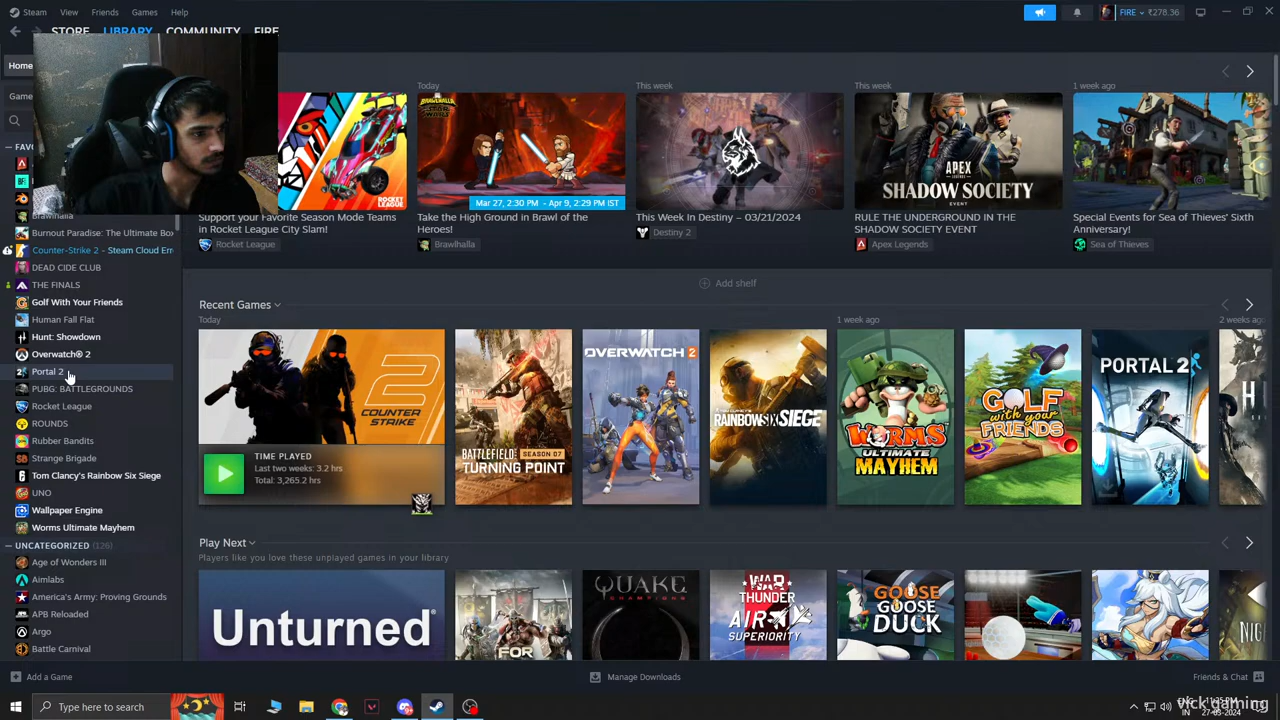 Steam View Friends Games Help
FIRE ₹278.36
STORE LIBRARY COMMUNITY FIRE
Home
Today This week This week 1 week ago
BRAWLHALLA
ROCKET LEAGUE
Mar 27, 2:30 PM - Apr 9, 2:29 PM IST
APEX LEGENDS
SHADOW SOCIETY
Support your Favorite Season Mode Teams
in Rocket League City Slam!
Rocket League
Take the High Ground in Brawl of the
Heroes!
Brawlhalla
This Week In Destiny – 03/21/2024
Destiny 2
RULE THE UNDERGROUND IN THE
SHADOW SOCIETY EVENT
Apex Legends
Special Events for Sea of Thieves' Sixth
Anniversary!
Sea of Thieves
Brawlhalla
Burnout Paradise: The Ultimate Box
Counter-Strike 2 - Steam Cloud Err
DEAD CIDE CLUB
THE FINALS
Golf With Your Friends
Human Fall Flat
Hunt: Showdown
Overwatch® 2
Portal 2
PUBG: BATTLEGROUNDS
Rocket League
ROUNDS
Rubber Bandits
Strange Brigade
Tom Clancy's Rainbow Six Siege
UNO
Wallpaper Engine
Worms Ultimate Mayhem
UNCATEGORIZED (126)
Age of Wonders III
Aimlabs
America's Army: Proving Grounds
APB Reloaded
Argo
Battle Carnival
Add shelf
Recent Games
Today 1 week ago 2 weeks ago
2
COUNTER
STRIKE
TIME PLAYED
Last two weeks: 3.2 hrs
Total: 3,265.2 hrs
BATTLEFIELD SEASON 07
TURNING POINT
OVERWATCH 2
RAINBOW SIX SIEGE
WORMS
ULTIMATE
MAYHEM
GOLF
with your
FRIENDS
PORTAL 2
H
Play Next
Players like you love these unplayed games in your library
Unturned
FOR
QUAKE
CHAMPIONS
WAR
THUNDER
AIR
SUPERIORITY
GOOSE
GOOSE
DUCK
Add a Game Manage Downloads Friends & Chat
Type here to search
27-03-2024